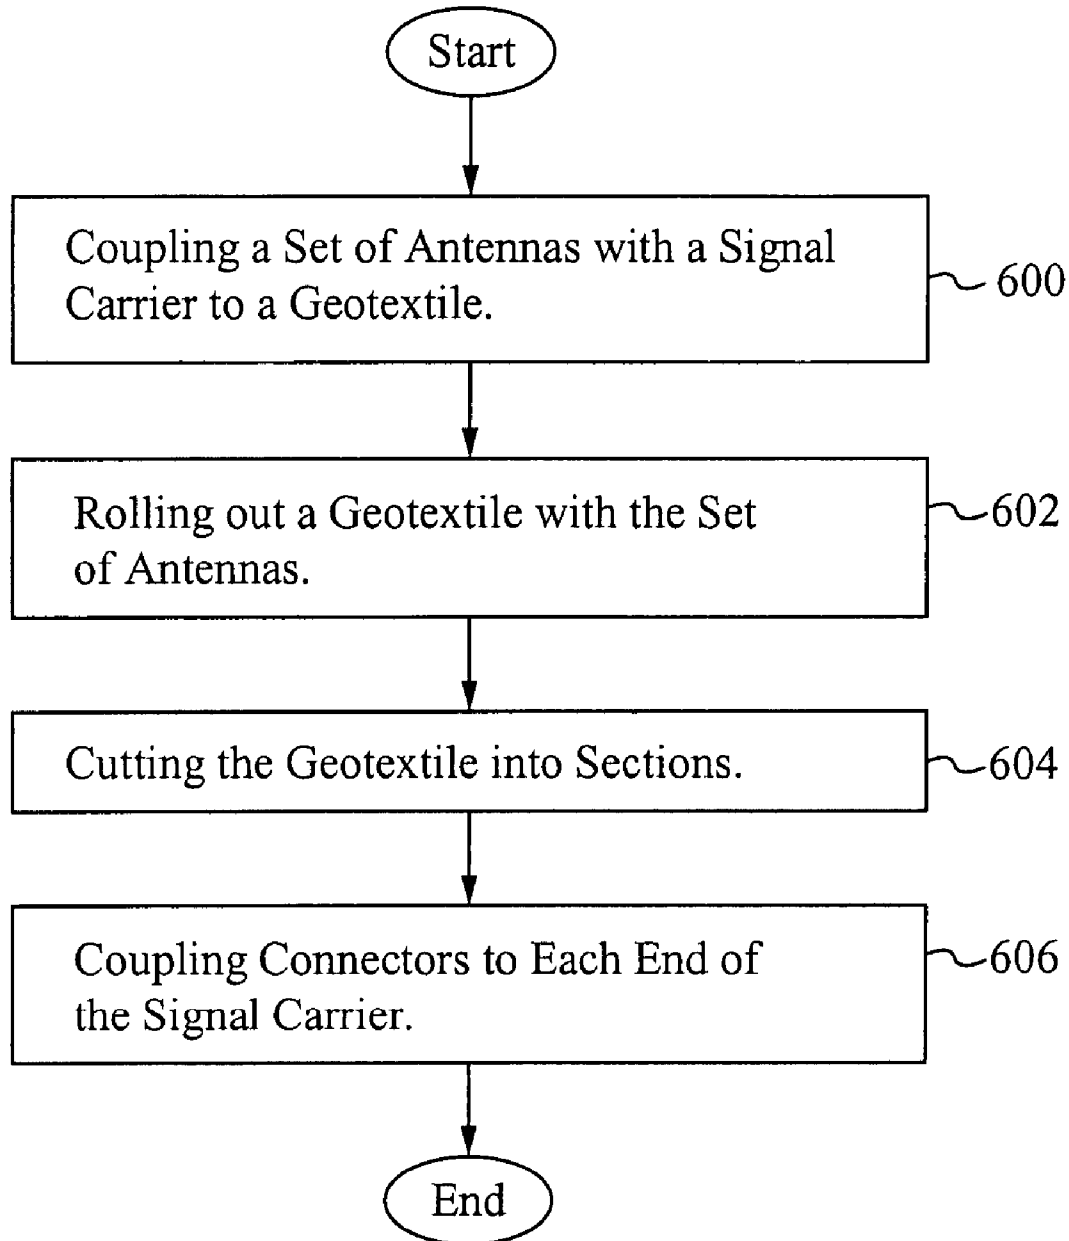 Start
Coupling a Set of Antennas with a Signal
Carrier to a Geotextile.
600
Rolling out a Geotextile with the Set
of Antennas.
602
Cutting the Geotextile into Sections.
604
Coupling Connectors to Each End of
the Signal Carrier.
606
End